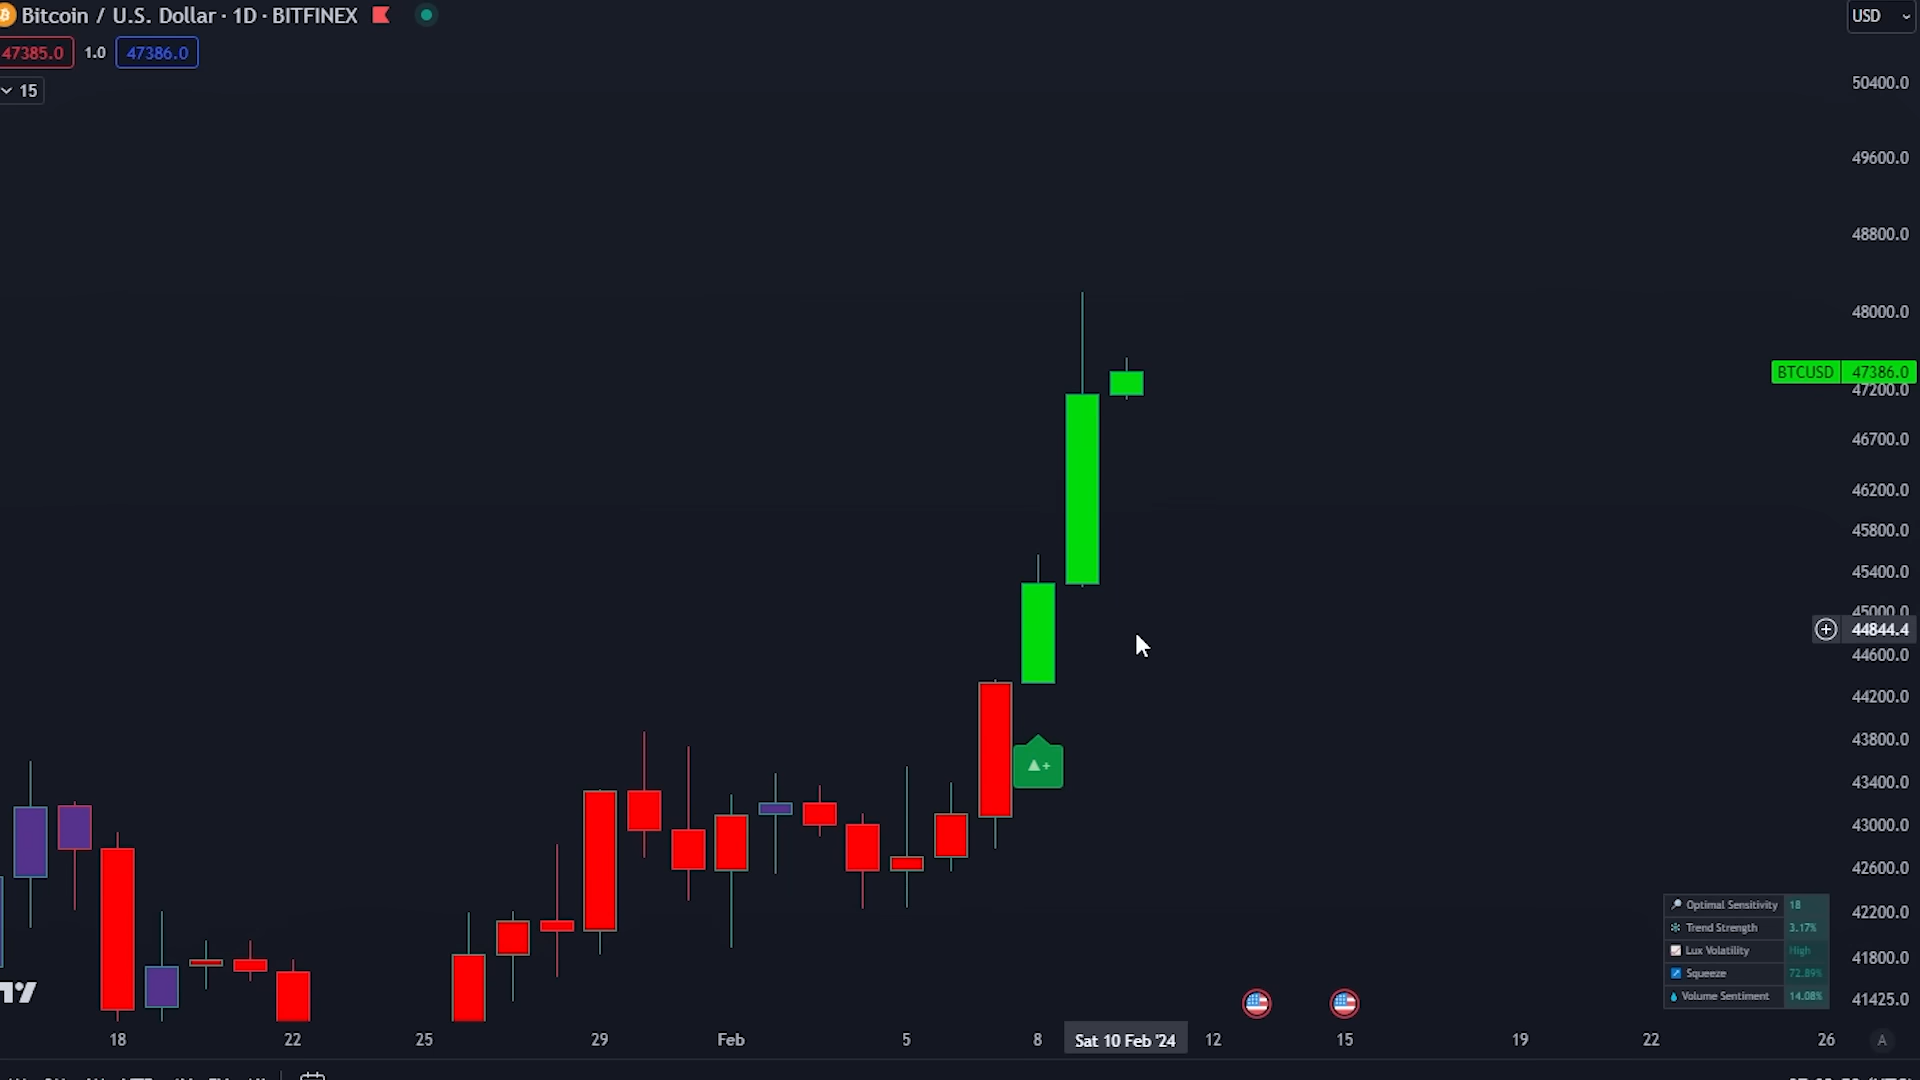 Bitcoin / U.S. Dollar · 1D · BITFINEX
USD
47385.0 1.0 47386.0
15
50400.0
49600.0
48800.0
48000.0
BTCUSD 47386.0
47200.0
46700.0
46200.0
45800.0
45400.0
45000.0
44844.4
44600.0
44200.0
43800.0
43400.0
▲+
43000.0
42600.0
42200.0
41800.0
41425.0
Optimal Sensitivity 18
Trend Strength 3.17%
Lux Volatility High
Squeeze 72.89%
Volume Sentiment 14.08%
18 22 25 29 Feb 5 8 Sat 10 Feb '24 12 15 19 22 26 A